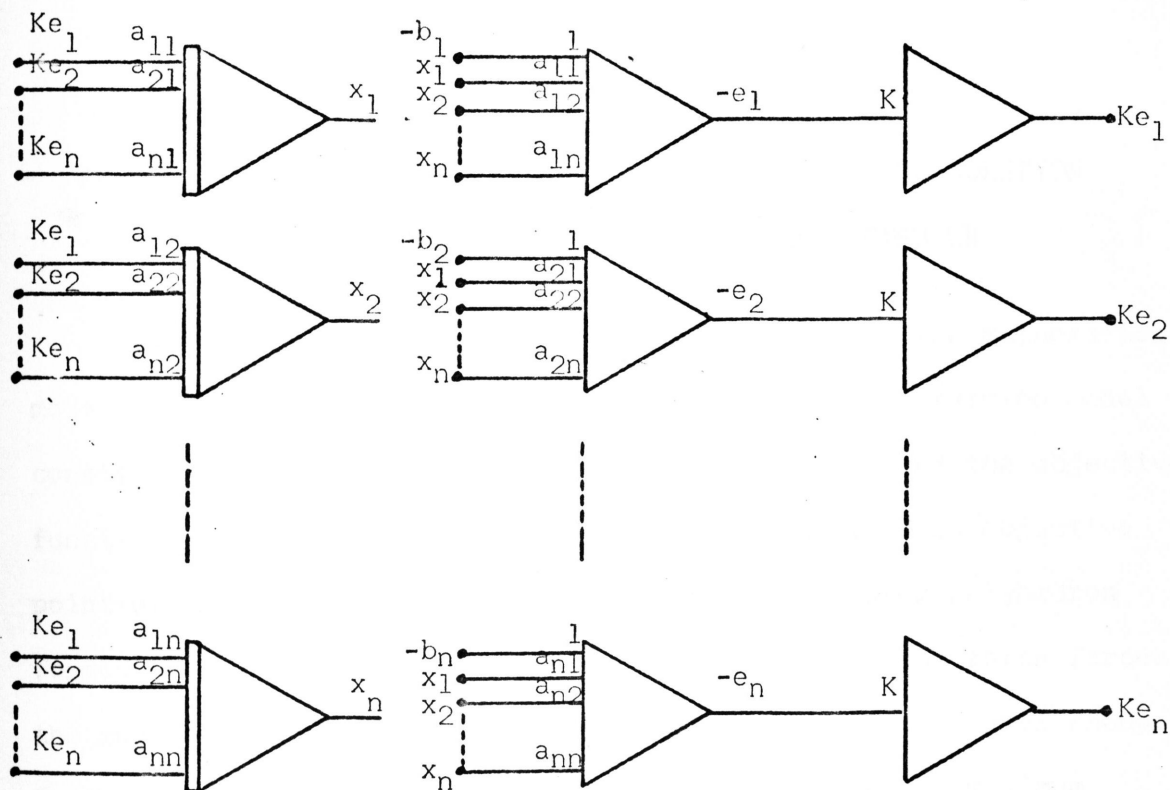 Ke1 a11 x1 -b1 1 -e1 K Ke1
Ke2 a21 x1 a11
x2 a12
Ken an1 xn a1n
Ke1 a12 x2 -b2 1 -e2 K Ke2
Ke2 a22 x1 a21
x2 a22
Ken an2 xn a2n
Ke1 a1n xn -bn 1 -en K Ken
Ke2 a2n x1 an1
x2 an2
Ken ann xn ann